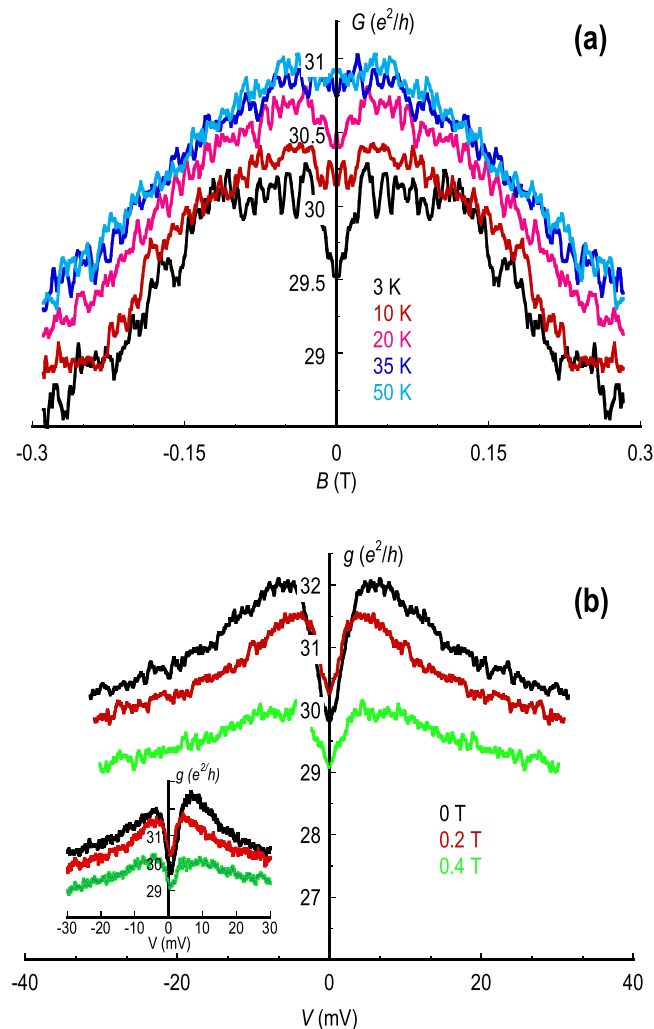 G (e²/h)
(a)
31
30.5
30
29.5
29
3 K
10 K
20 K
35 K
50 K
-0.3 -0.15 0 0.15 0.3
B (T)
g (e²/h)
(b)
32
31
30
29
28
27
0 T
0.2 T
0.4 T
g (e²/h)
31
30
29
-30 -20 -10 0 10 20 30
V (mV)
-40 -20 0 20 40
V (mV)